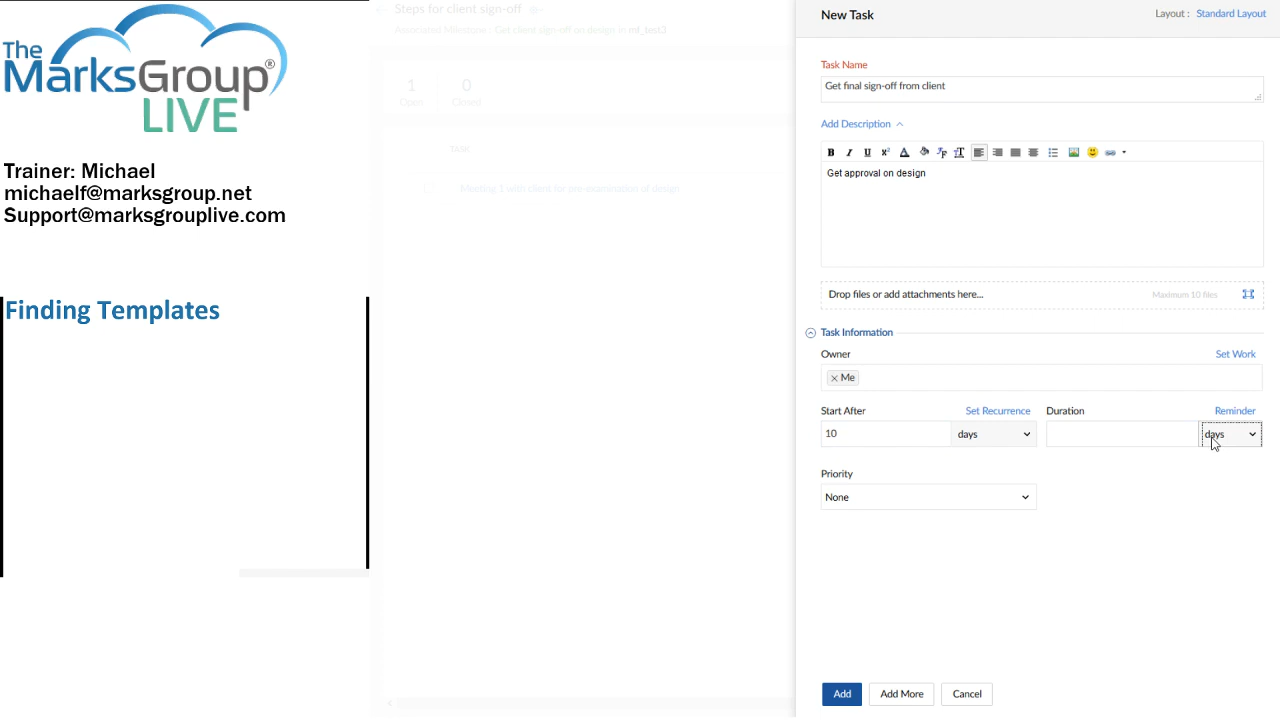 The
MarksGroup®
LIVE
Trainer: Michael
michaelf@marksgroup.net
Support@marksgrouplive.com
Finding Templates
Steps for client sign-off
Associated Milestone : Get client sign-off on design in mf_test3
1 0
Open Closed
TASK
Meeting 1 with client for pre-examination of design
New Task
Layout : Standard Layout
Task Name
Get final sign-off from client
Add Description
B I U
Get approval on design
Drop files or add attachments here... Maximum 10 files
Task Information
Owner Set Work
× Me
Start After Set Recurrence Duration Reminder
10 days days
Priority
None
Add Add More Cancel